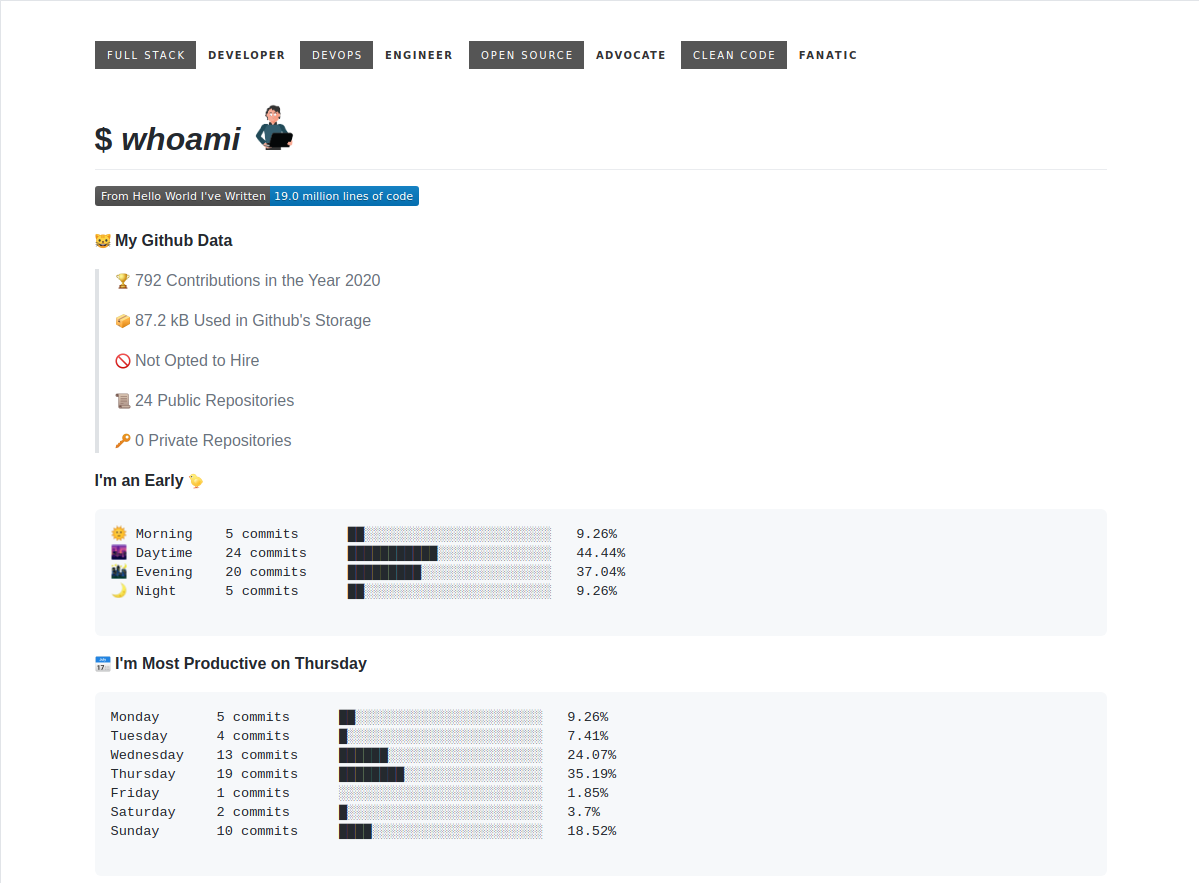 FULL STACK DEVELOPER DEVOPS ENGINEER OPEN SOURCE ADVOCATE CLEAN CODE FANATIC
$ whoami
From Hello World I've Written 19.0 million lines of code
My Github Data
792 Contributions in the Year 2020
87.2 kB Used in Github's Storage
Not Opted to Hire
24 Public Repositories
0 Private Repositories
I'm an Early
Morning 5 commits 9.26%
Daytime 24 commits 44.44%
Evening 20 commits 37.04%
Night 5 commits 9.26%
I'm Most Productive on Thursday
Monday 5 commits 9.26%
Tuesday 4 commits 7.41%
Wednesday 13 commits 24.07%
Thursday 19 commits 35.19%
Friday 1 commits 1.85%
Saturday 2 commits 3.7%
Sunday 10 commits 18.52%